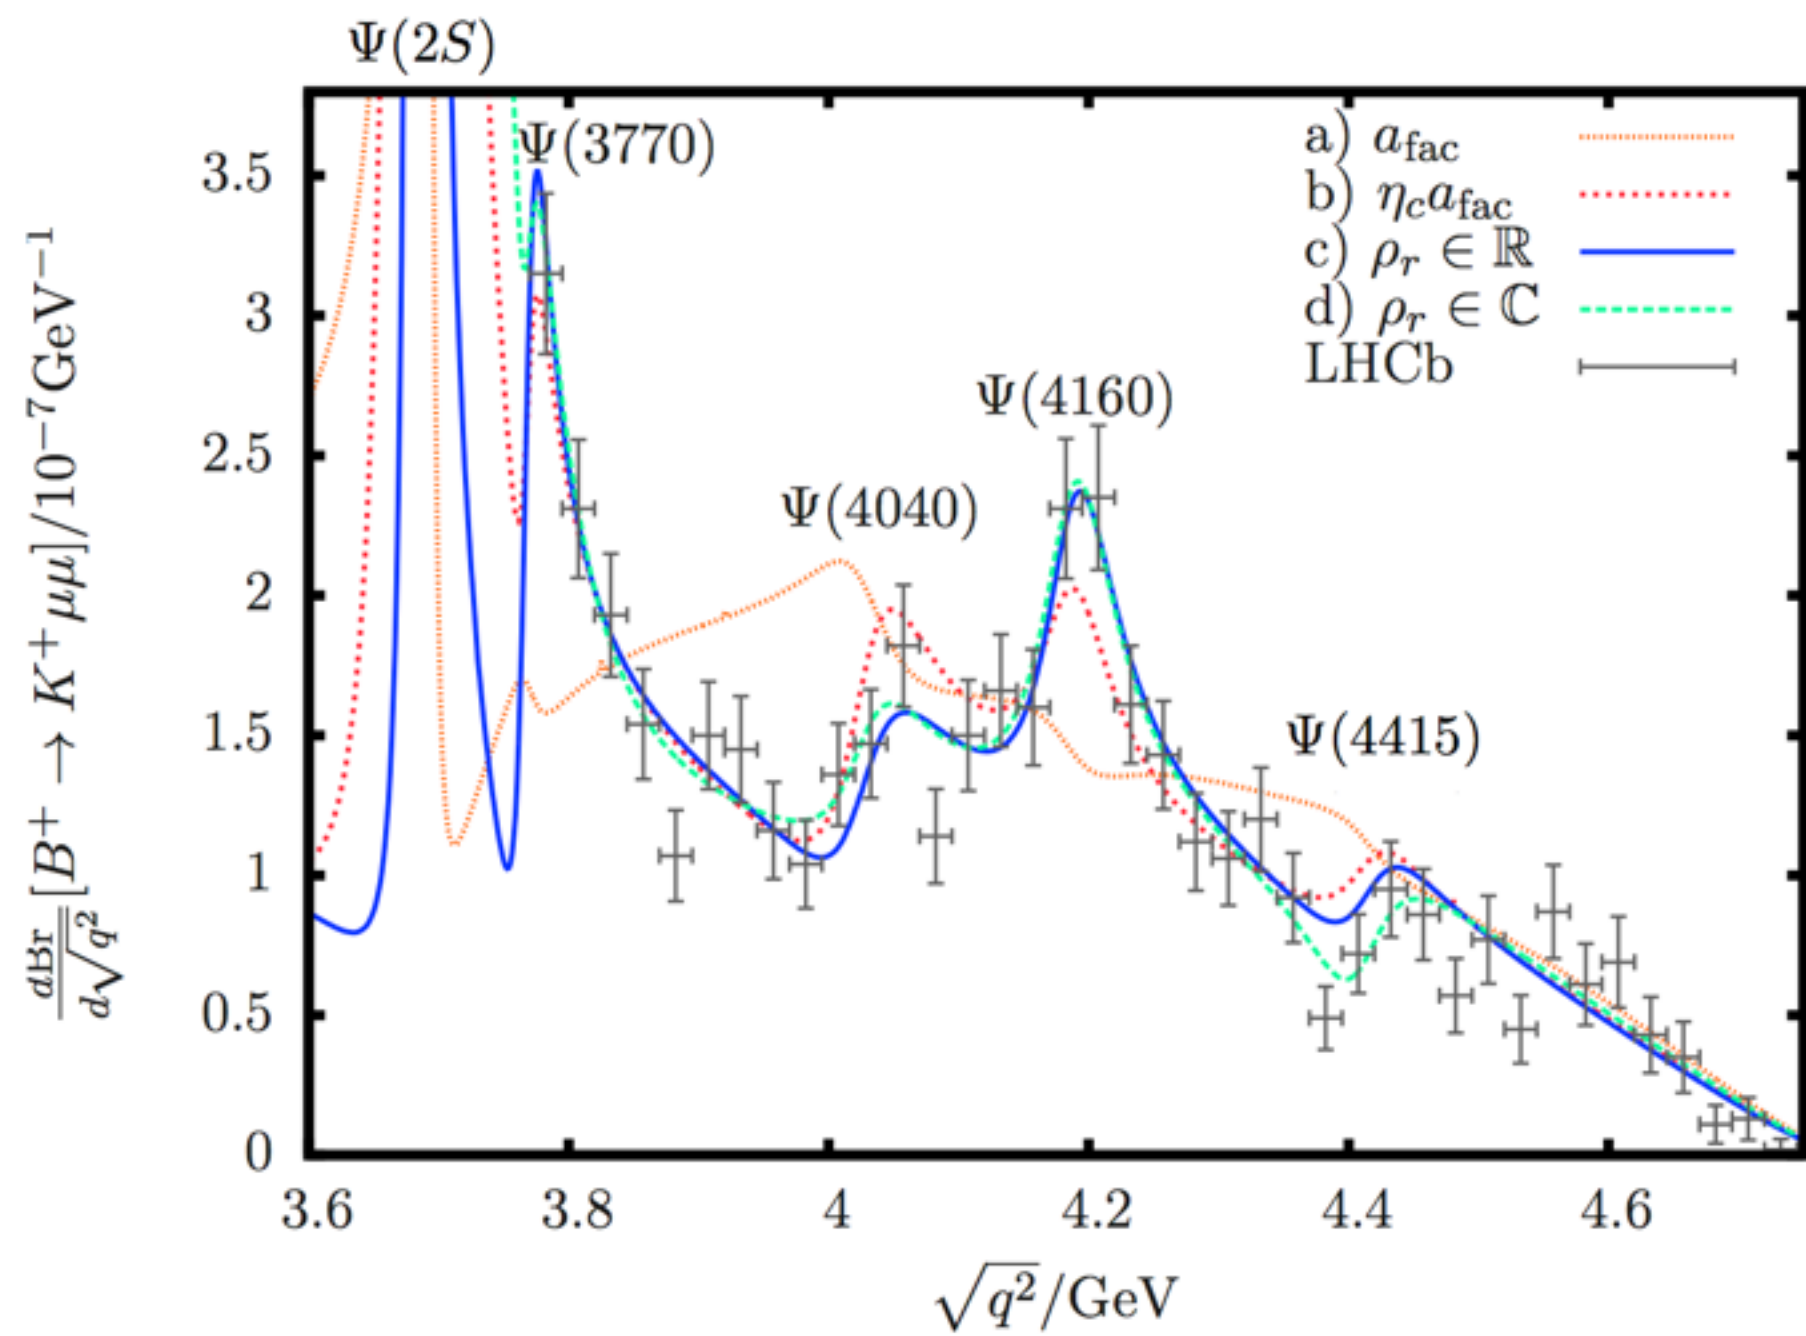 Ψ(2S)
Ψ(3770)
Ψ(4040)
Ψ(4160)
Ψ(4415)
a) a_fac
b) η_c a_fac
c) ρ_r ∈ ℝ
d) ρ_r ∈ ℂ
LHCb
dBr/d√q² [B⁺ → K⁺μμ]/10⁻⁷GeV⁻¹
3.5
3
2.5
2
1.5
1
0.5
0
3.6 3.8 4 4.2 4.4 4.6
√q²/GeV